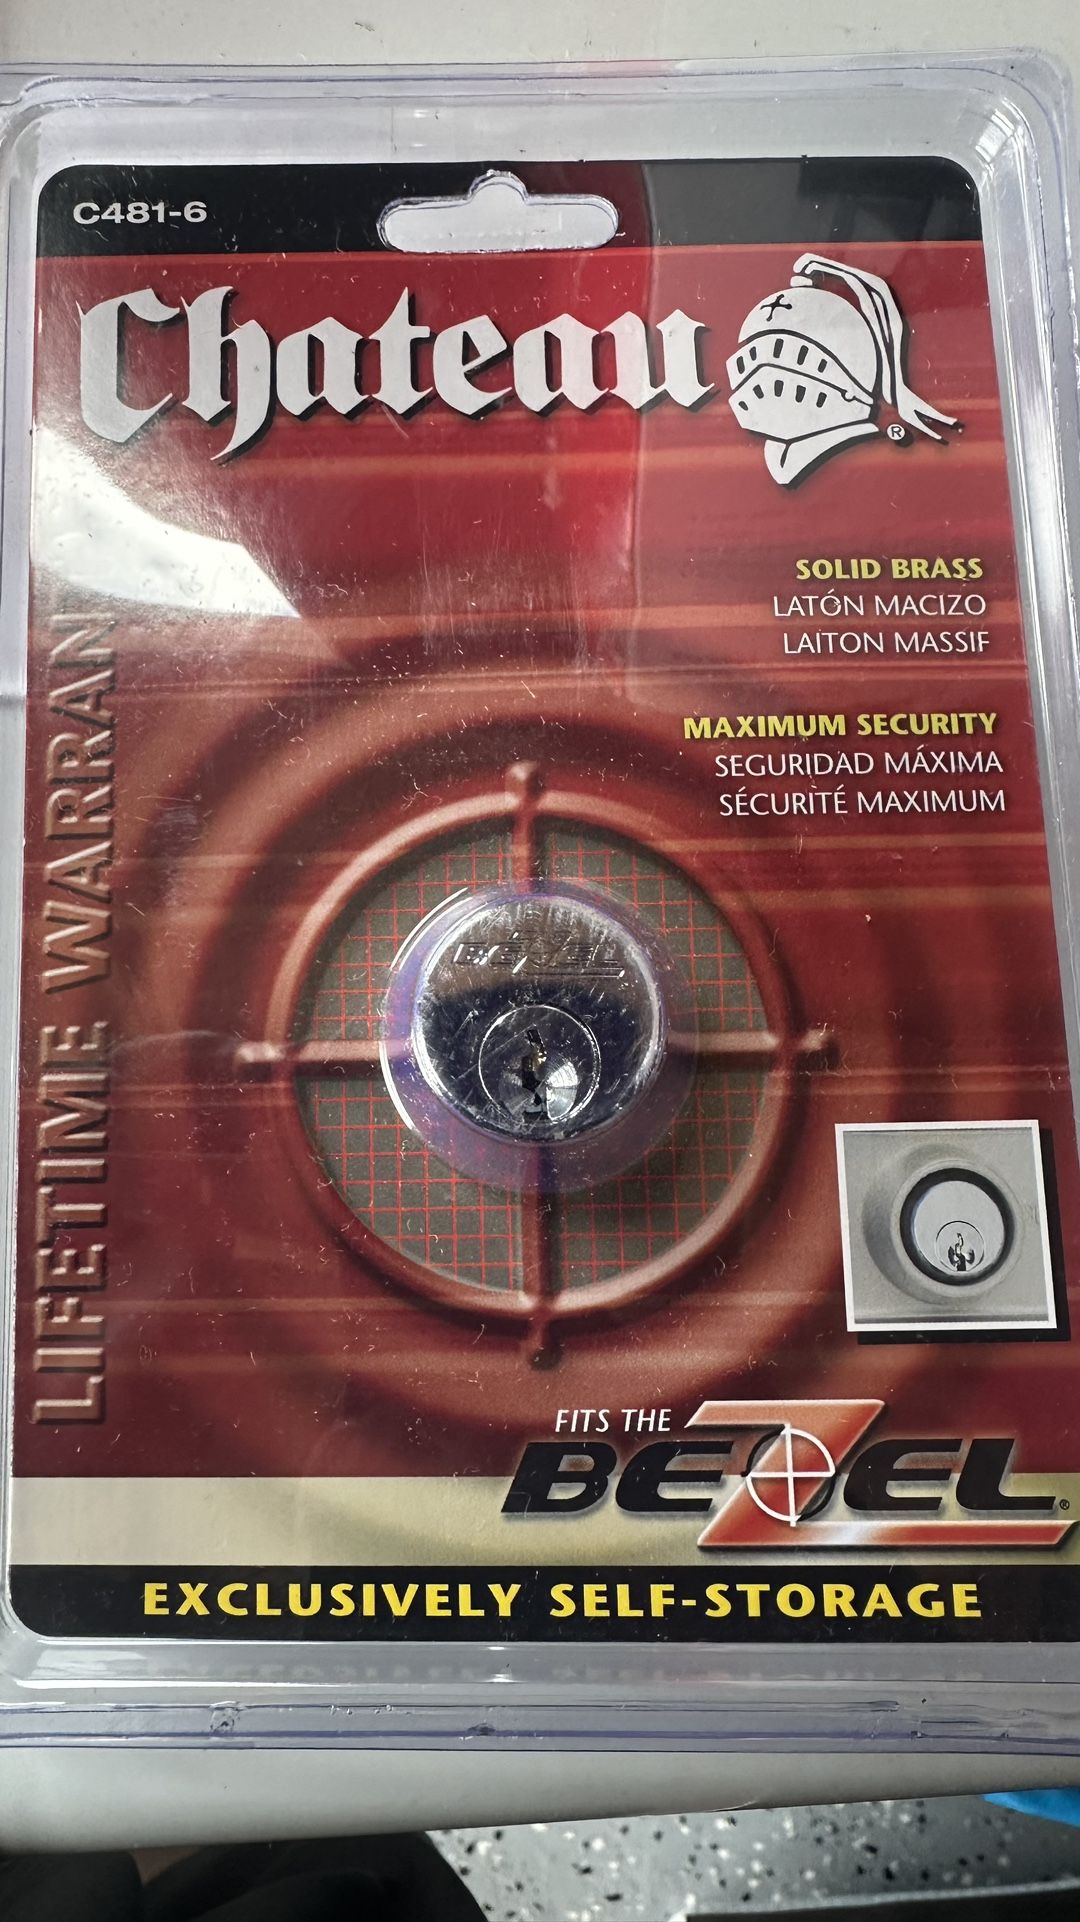 C481-6
Chateau
®
SOLID BRASS
LATÓN MACIZO
LAITON MASSIF
MAXIMUM SECURITY
SEGURIDAD MÁXIMA
SÉCURITÉ MAXIMUM
LIFETIME WARRAN
BEZEL
FITS THE
BEZEL®
EXCLUSIVELY SELF-STORAGE